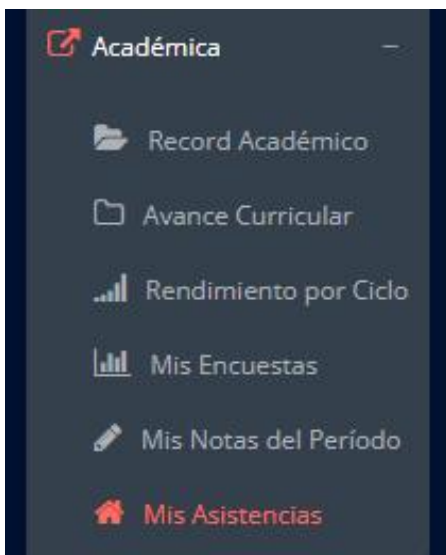 Académica
Record Académico
Avance Curricular
Rendimiento por Ciclo
Mis Encuestas
Mis Notas del Período
Mis Asistencias